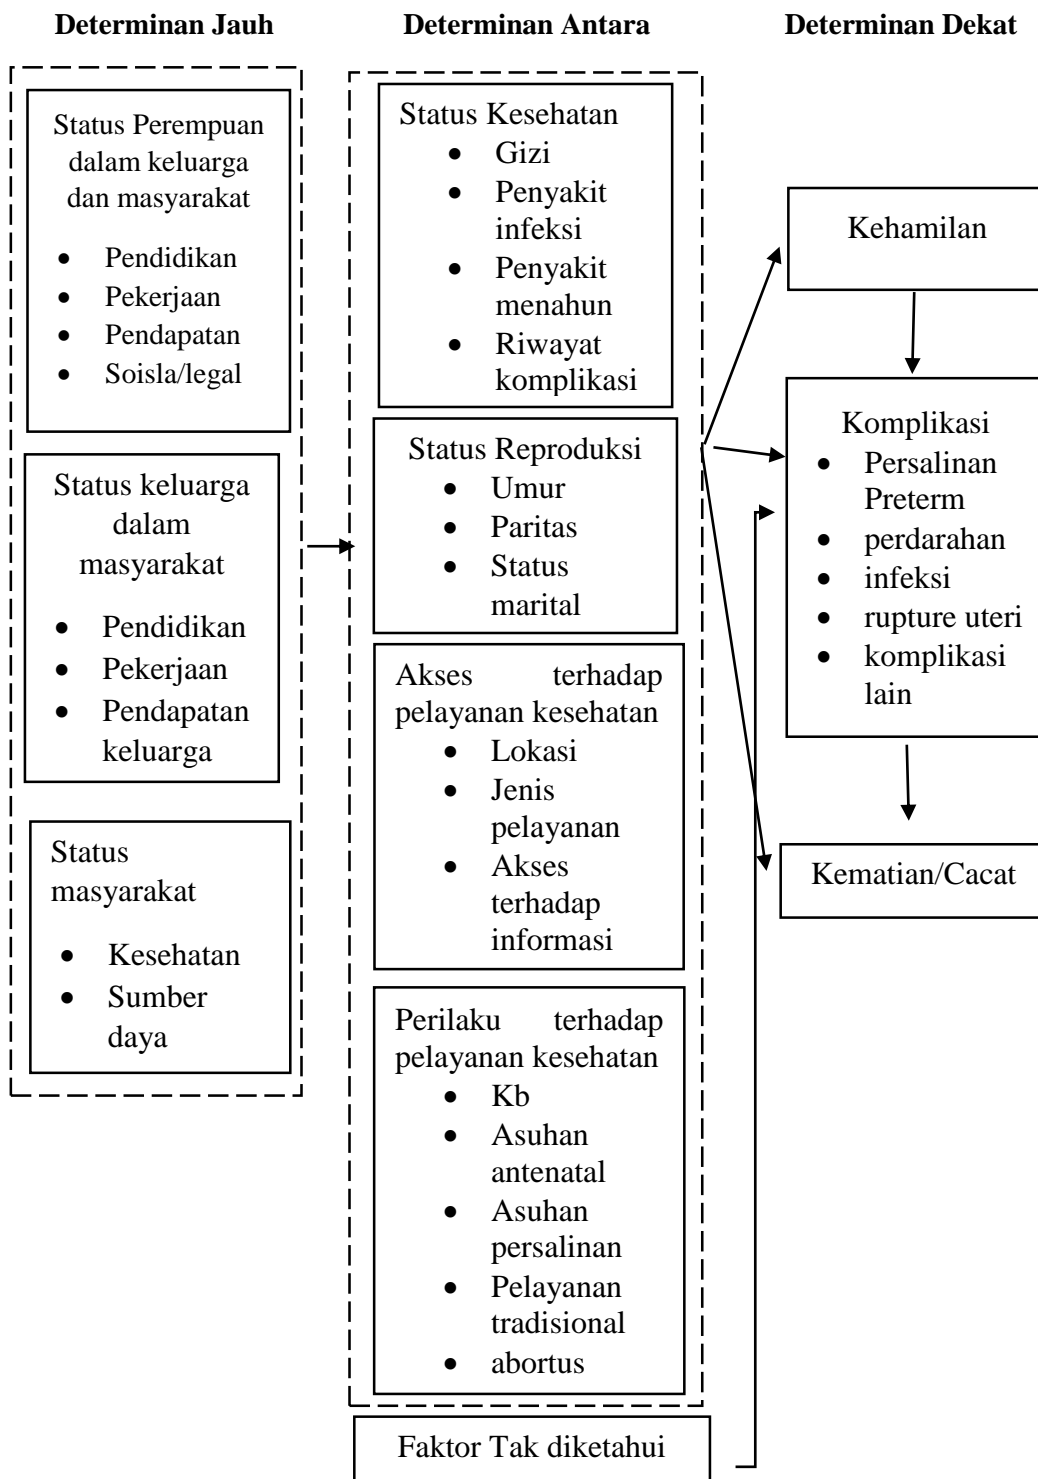 Determinan Jauh
Determinan Antara
Determinan Dekat
Status Perempuan
dalam keluarga
dan masyarakat
• Pendidikan
• Pekerjaan
• Pendapatan
• Soisla/legal
Status keluarga
dalam
masyarakat
• Pendidikan
• Pekerjaan
• Pendapatan
keluarga
Status
masyarakat
• Kesehatan
• Sumber
daya
Status Kesehatan
• Gizi
• Penyakit
infeksi
• Penyakit
menahun
• Riwayat
komplikasi
Status Reproduksi
• Umur
• Paritas
• Status
marital
Akses terhadap
pelayanan kesehatan
• Lokasi
• Jenis
pelayanan
• Akses
terhadap
informasi
Perilaku terhadap
pelayanan kesehatan
• Kb
• Asuhan
antenatal
• Asuhan
persalinan
• Pelayanan
tradisional
• abortus
Faktor Tak diketahui
Kehamilan
Komplikasi
• Persalinan
Preterm
• perdarahan
• infeksi
• rupture uteri
• komplikasi
lain
Kematian/Cacat